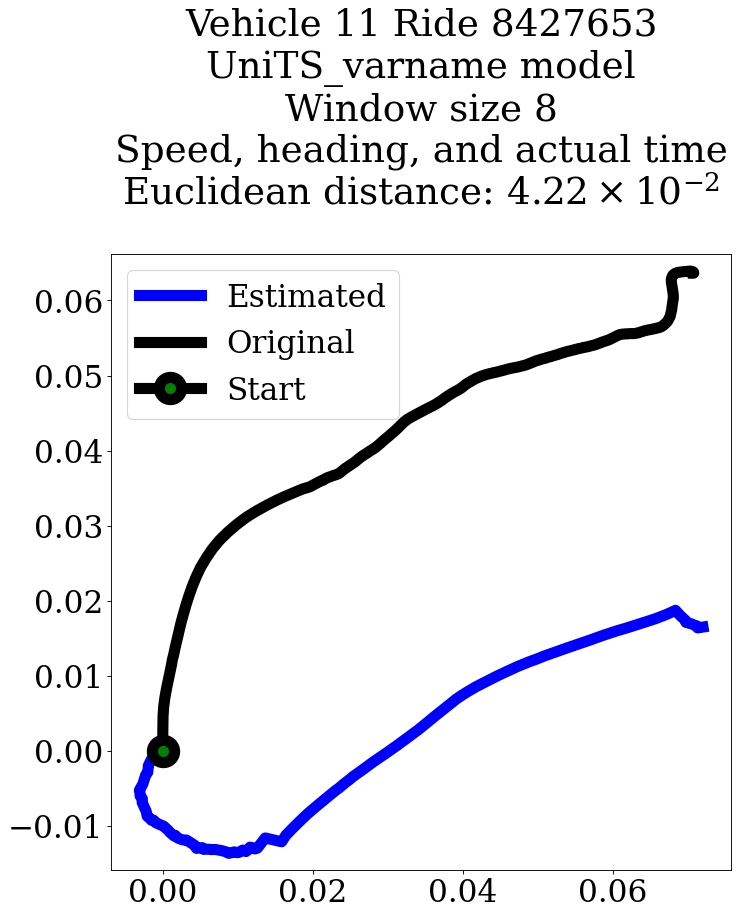 Vehicle 11 Ride 8427653
UniTS_varname model
Window size 8
Speed, heading, and actual time
Euclidean distance: 4.22 × 10⁻²
Estimated
Original
Start
0.06
0.05
0.04
0.03
0.02
0.01
0.00
−0.01
0.00 0.02 0.04 0.06